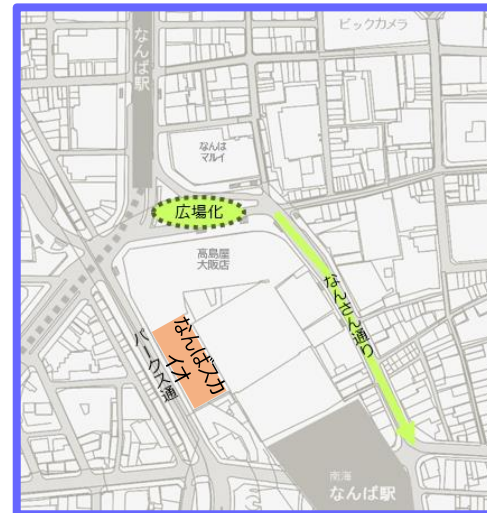 ビックカメラ
なんば駅
なんば
マルイ
広場化
高島屋
大阪店
なんさん通り
なんばスカ
イオ
パークス通
南海
なんば駅